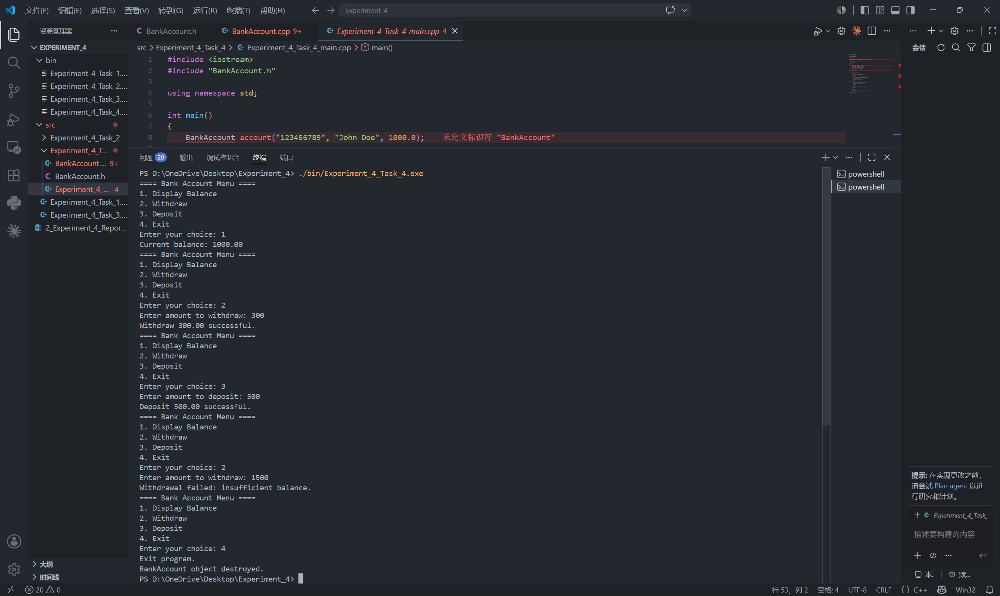 文件(F) 编辑(E) 选择(S) 查看(V) 转到(G) 运行(R) 终端(T) 帮助(H) Experiment_4
资源管理器
BankAccount.h BankAccount.cpp 9+ Experiment_4_Task_4_main.cpp 4
EXPERIMENT_4
bin
Experiment_4_Task_1....
Experiment_4_Task_2....
Experiment_4_Task_3....
Experiment_4_Task_4....
src
Experiment_4_Task_2
Experiment_4_T...
BankAccount.... 9+
BankAccount.h
Experiment_4_... 4
Experiment_4_Task_1....
Experiment_4_Task_3....
2_Experiment_4_Repor...
大纲
时间线
src > Experiment_4_Task_4 > Experiment_4_Task_4_main.cpp > main()
1 #include <iostream>
2 #include "BankAccount.h"
3
4 using namespace std;
5
6 int main()
7 {
8 BankAccount account("123456789", "John Doe", 1000.0); 未定义标识符 "BankAccount"
问题 20 输出 调试控制台 终端 端口
PS D:\OneDrive\Desktop\Experiment_4> ./bin/Experiment_4_Task_4.exe
==== Bank Account Menu ====
1. Display Balance
2. Withdraw
3. Deposit
4. Exit
Enter your choice: 1
Current balance: 1000.00
==== Bank Account Menu ====
1. Display Balance
2. Withdraw
3. Deposit
4. Exit
Enter your choice: 2
Enter amount to withdraw: 300
Withdraw 300.00 successful.
==== Bank Account Menu ====
1. Display Balance
2. Withdraw
3. Deposit
4. Exit
Enter your choice: 3
Enter amount to deposit: 500
Deposit 500.00 successful.
==== Bank Account Menu ====
1. Display Balance
2. Withdraw
3. Deposit
4. Exit
Enter your choice: 2
Enter amount to withdraw: 1500
Withdrawal failed: insufficient balance.
==== Bank Account Menu ====
1. Display Balance
2. Withdraw
3. Deposit
4. Exit
Enter your choice: 4
Exit program.
BankAccount object destroyed.
PS D:\OneDrive\Desktop\Experiment_4>
powershell
powershell
会话
提示: 在实现更改之前，
请尝试 Plan agent 以进
行研究和计划。
Experiment_4_Task_
描述要构建的内容
本. 默...
20 0 行 53，列 2 空格: 4 UTF-8 CRLF {} C++ Win32